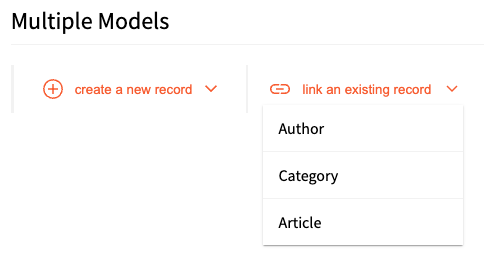 Multiple Models
create a new record
link an existing record
Author
Category
Article